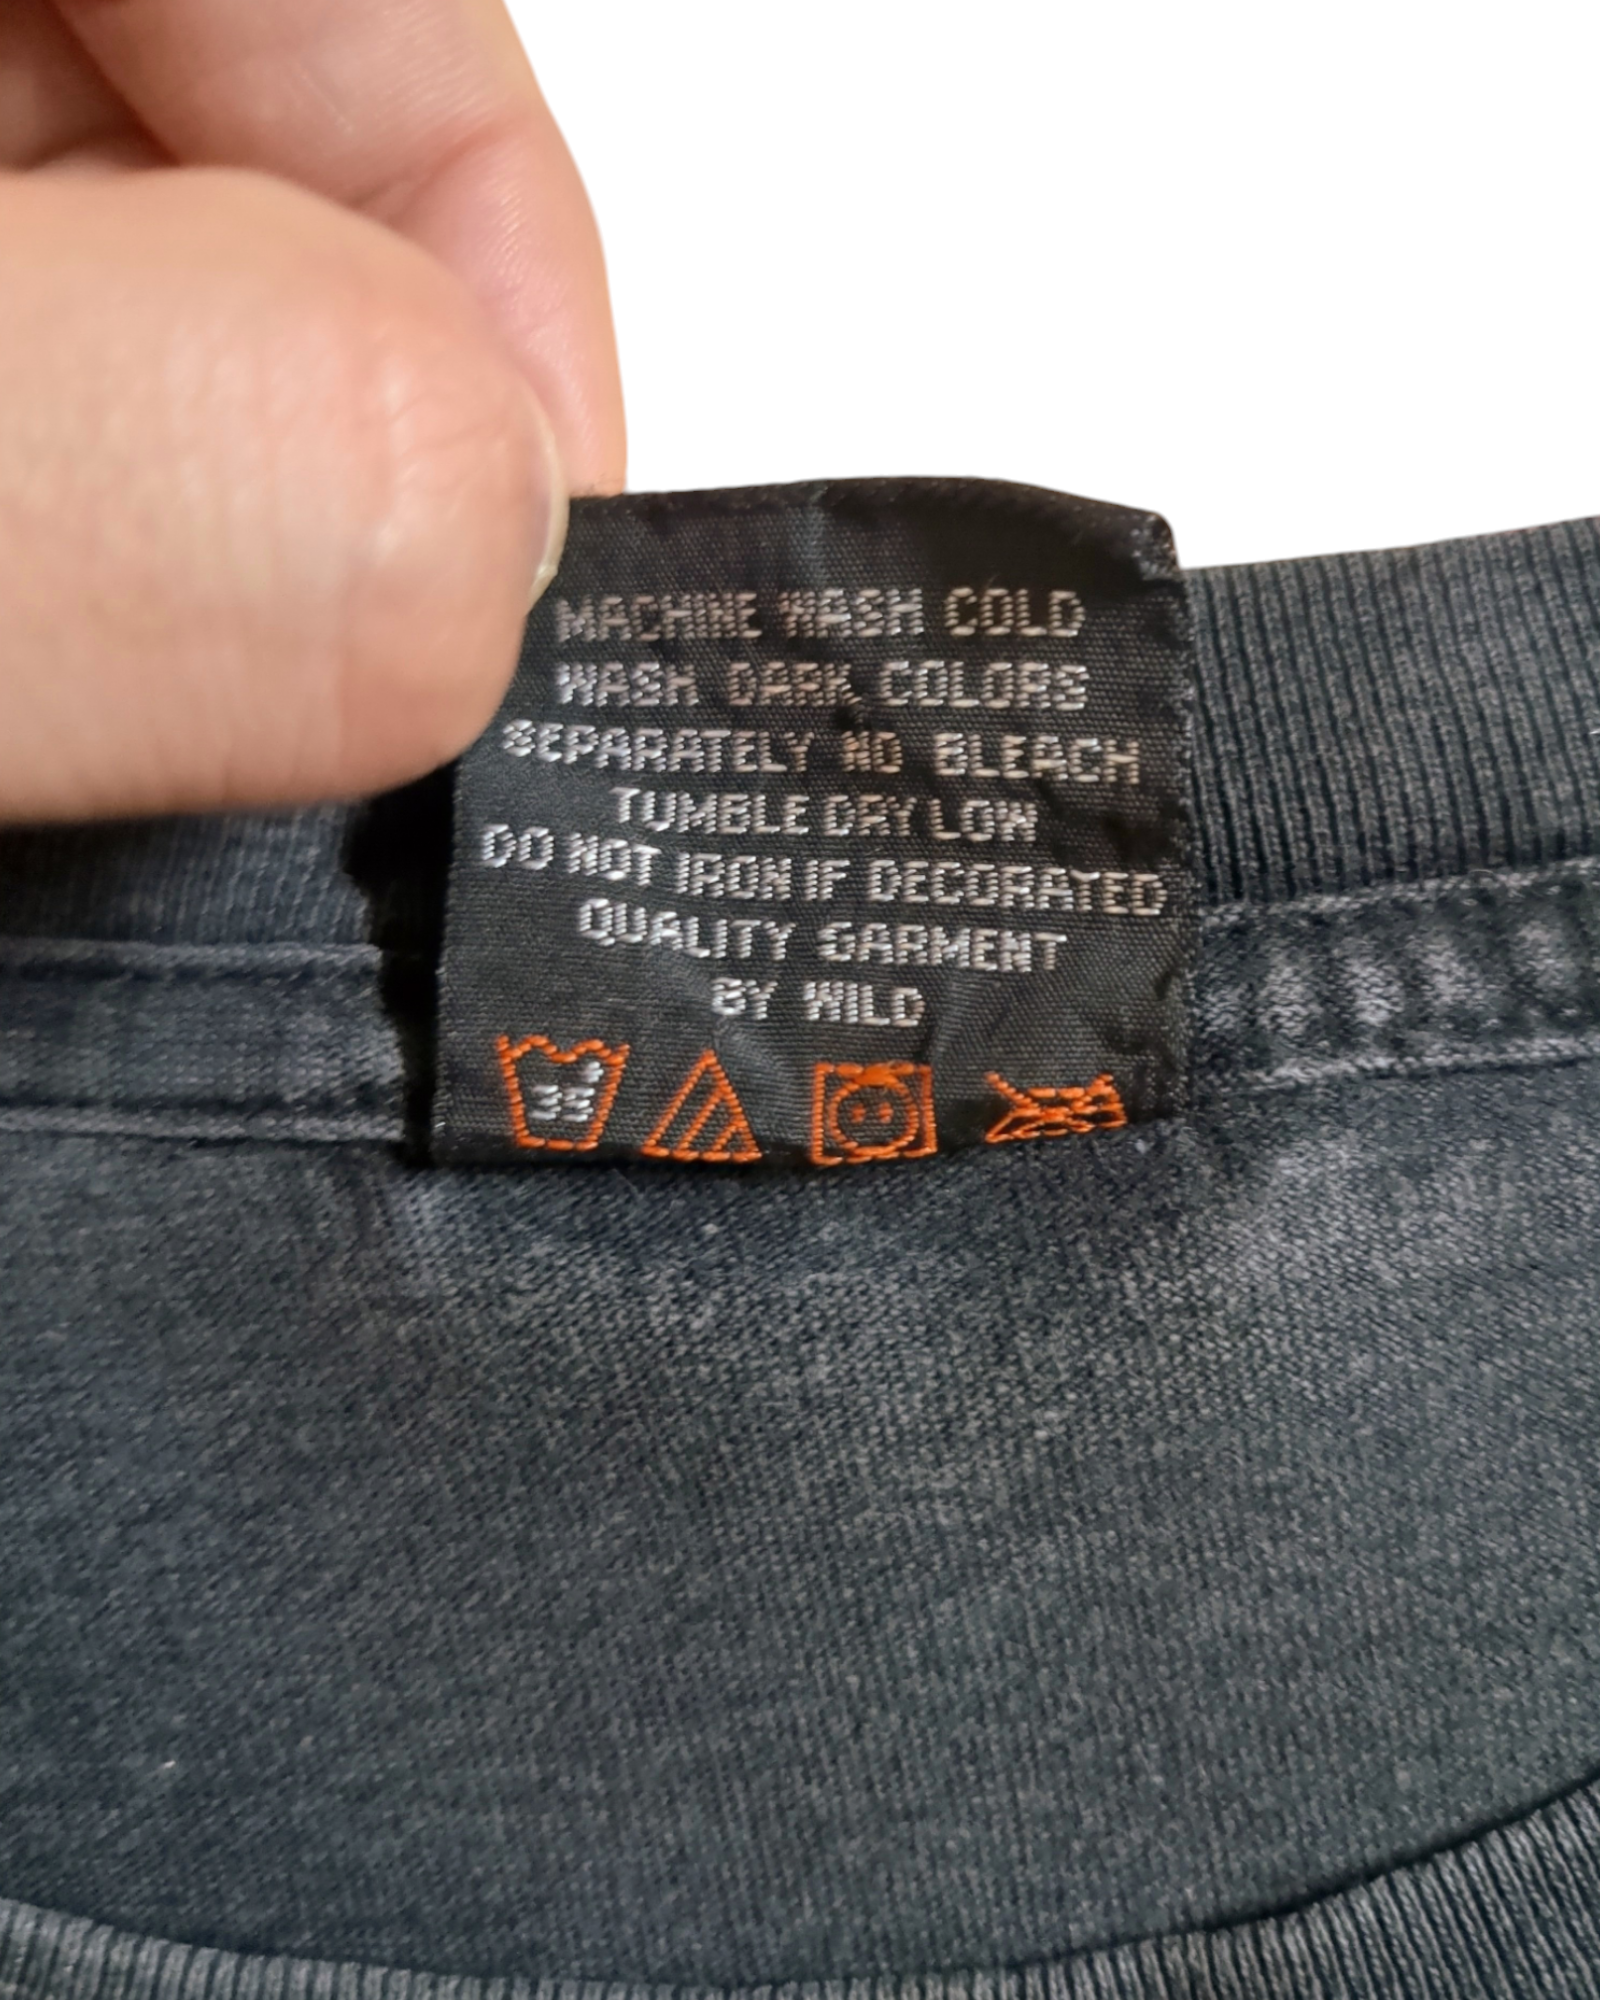 MACHINE WASH COLD
WASH DARK COLORS
SEPARATELY NO BLEACH
TUMBLE DRY LOW
DO NOT IRON IF DECORATED
QUALITY GARMENT
BY WILD